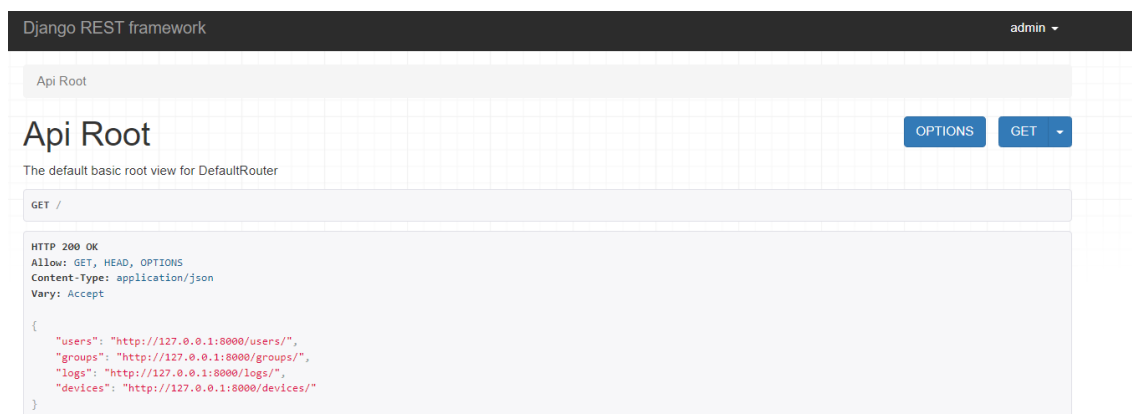 Django REST framework
admin
Api Root
Api Root
OPTIONS
GET
The default basic root view for DefaultRouter
GET /
HTTP 200 OK
Allow: GET, HEAD, OPTIONS
Content-Type: application/json
Vary: Accept
{
    "users": "http://127.0.0.1:8000/users/",
    "groups": "http://127.0.0.1:8000/groups/",
    "logs": "http://127.0.0.1:8000/logs/",
    "devices": "http://127.0.0.1:8000/devices/"
}